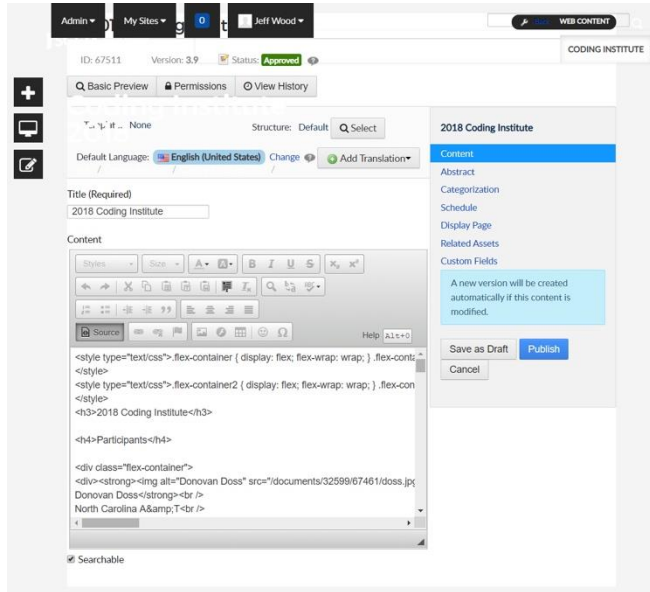 Admin
My Sites
0
Jeff Wood
WEB CONTENT
CODING INSTITUTE
ID: 67511 Version: 3.9 Status: Approved
Basic Preview Permissions View History
None Structure: Default Select
Default Language: English (United States) Change Add Translation
/ / /
Title (Required)
2018 Coding Institute
Content
Styles Size A B I U S x₂ x²
Source Help Alt+0
<style type="text/css">.flex-container { display: flex; flex-wrap: wrap; } .flex-conta
</style>
<style type="text/css">.flex-container2 { display: flex; flex-wrap: wrap; } .flex-con
</style>
<h3>2018 Coding Institute</h3>
<h4>Participants</h4>
<div class="flex-container">
<div><strong><img alt="Donovan Doss" src="/documents/32599/67461/doss.jpg
Donovan Doss</strong><br />
North Carolina A&amp;T<br />
Searchable
2018 Coding Institute
Content
Abstract
Categorization
Schedule
Display Page
Related Assets
Custom Fields
A new version will be created
automatically if this content is
modified.
Save as Draft Publish
Cancel